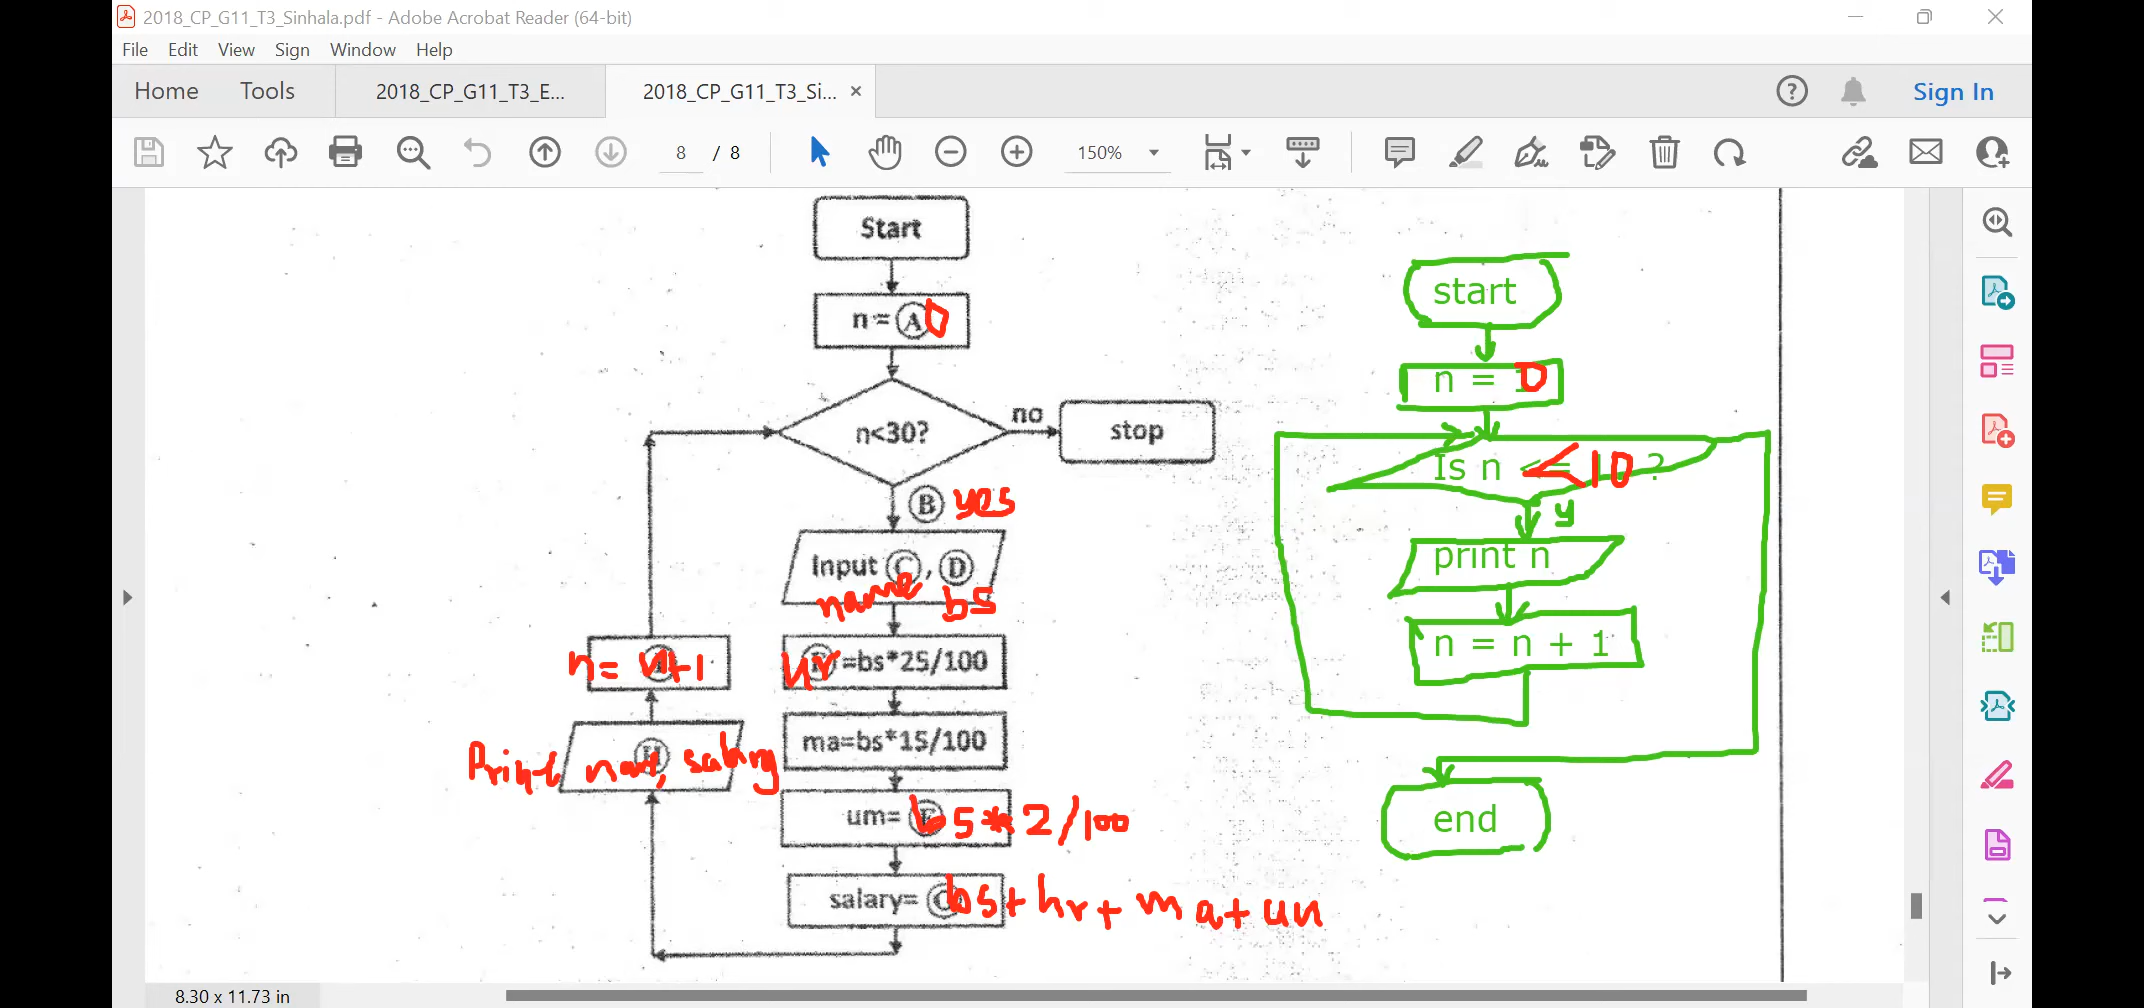 2018_CP_G11_T3_Sinhala.pdf - Adobe Acrobat Reader (64-bit)
File Edit View Sign Window Help
Home Tools 2018_CP_G11_T3_E... 2018_CP_G11_T3_Si... × Sign In
8 / 8 150%
Start
n = A 0
n<30?
no
stop
B yes
Input C, D
name bs
hr =bs*25/100
ma=bs*15/100
um= bs*2/100
salary= bs+hr+ma+um
Print name, salary
H
n= n+1
start
n = 0
Is n < 10 ?
y
print n
n = n + 1
end
8.30 x 11.73 in